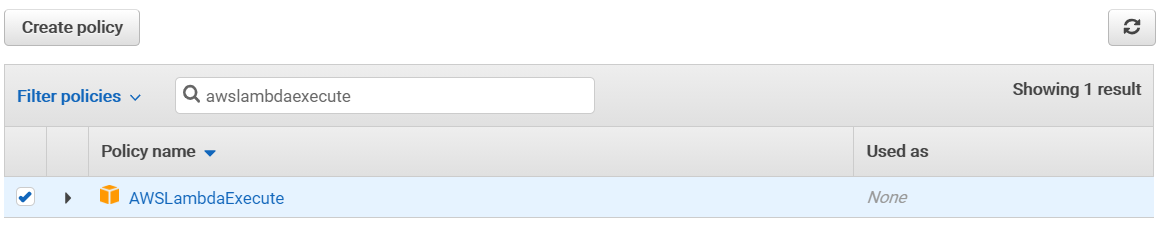 Create policy
Filter policies
awslambdaexecute
Showing 1 result
Policy name
Used as
AWSLambdaExecute
None